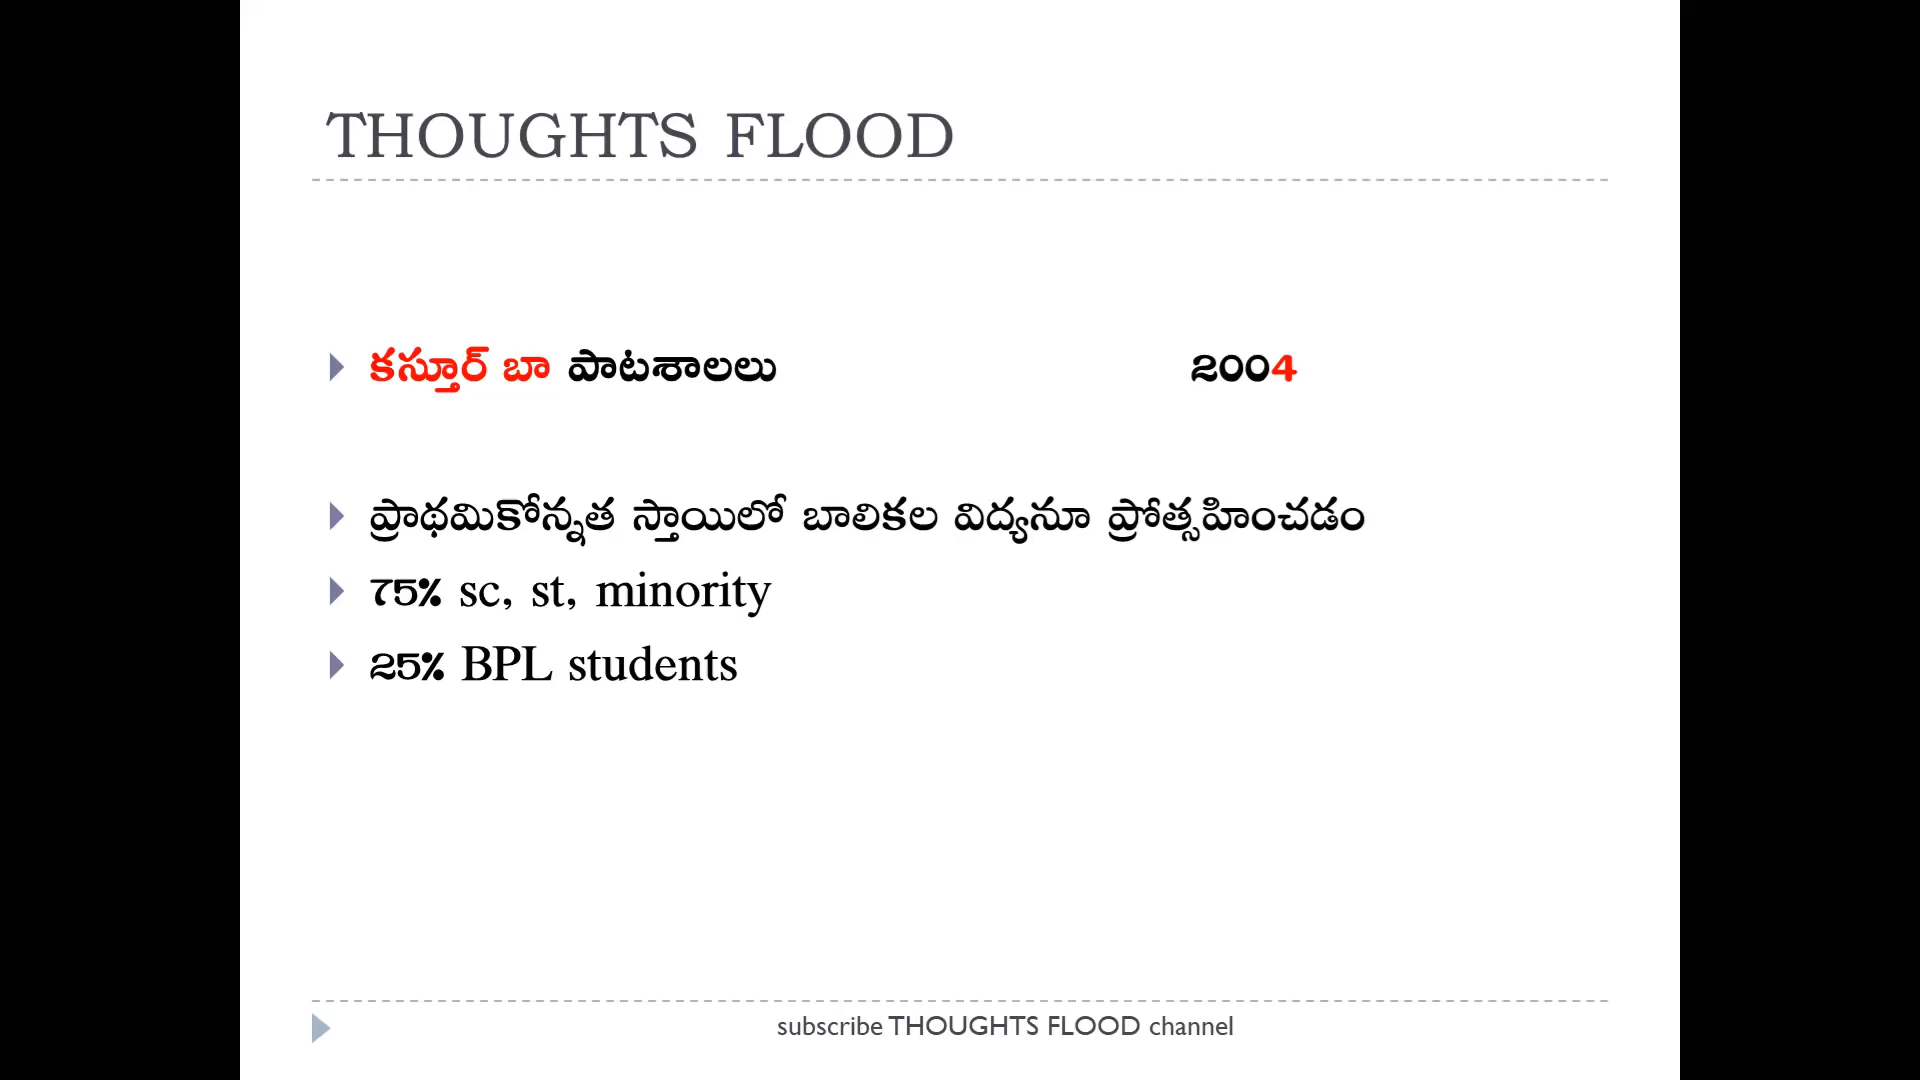 THOUGHTS FLOOD
కస్తూర్ బా పాటశాలలు 2004
ప్రాథమికోన్నత స్తాయిలో బాలికల విద్యనూ ప్రోత్సహించడం
75% sc, st, minority
25% BPL students
subscribe THOUGHTS FLOOD channel